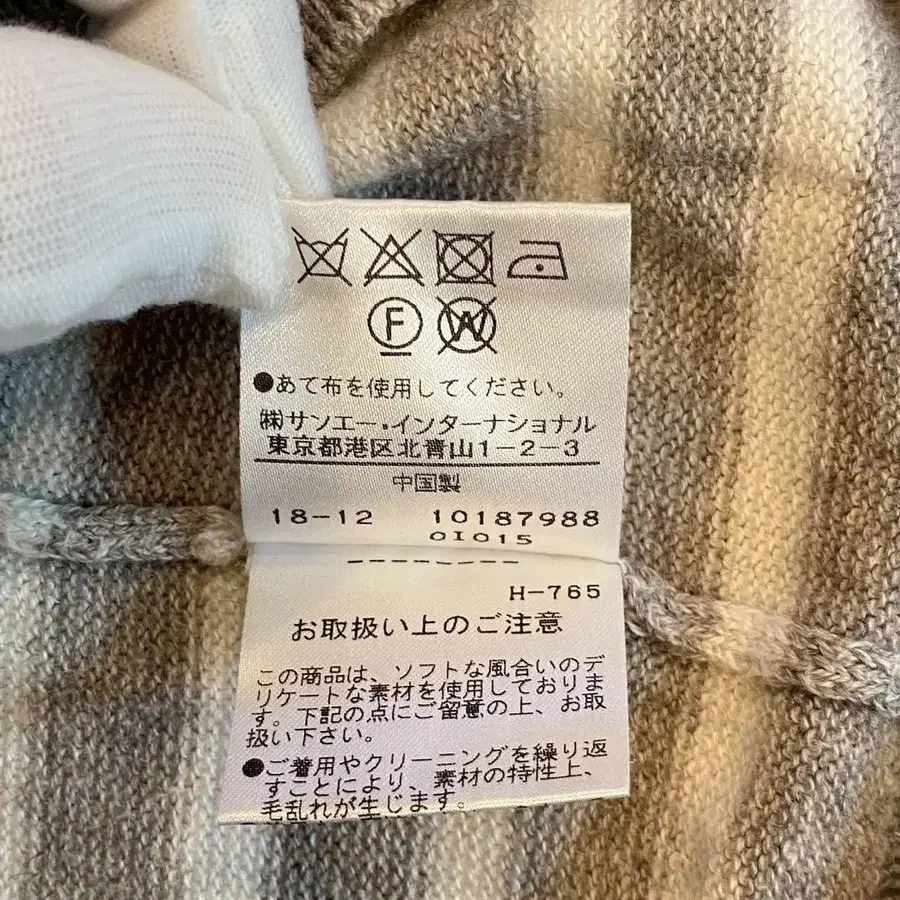 F W
●あて布を使用してください。
㈱サンエー・インターナショナル
東京都港区北青山1-2-3
中国製
18-12 10187988
OI015
--------
H-765
お取扱い上のご注意
この商品は、ソフトな風合いのデ
リケートな素材を使用しておりま
す。下記の点にご留意の上、お取
扱い下さい。
●ご着用やクリーニングを繰り返
すことにより、素材の特性上、
毛乱れが生じます。